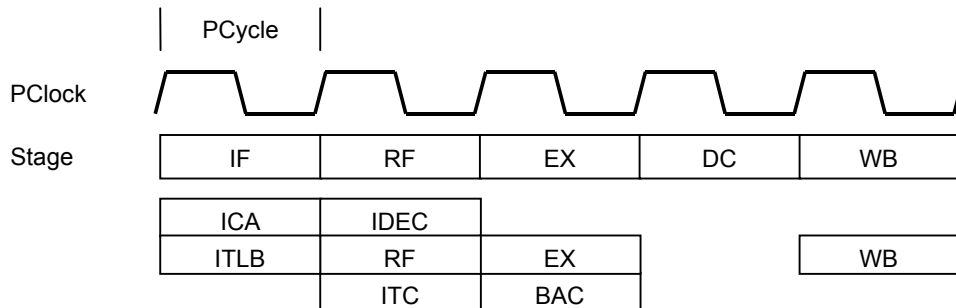 PCycle
PClock
Stage IF RF EX DC WB
ICA IDEC
ITLB RF EX WB
ITC BAC